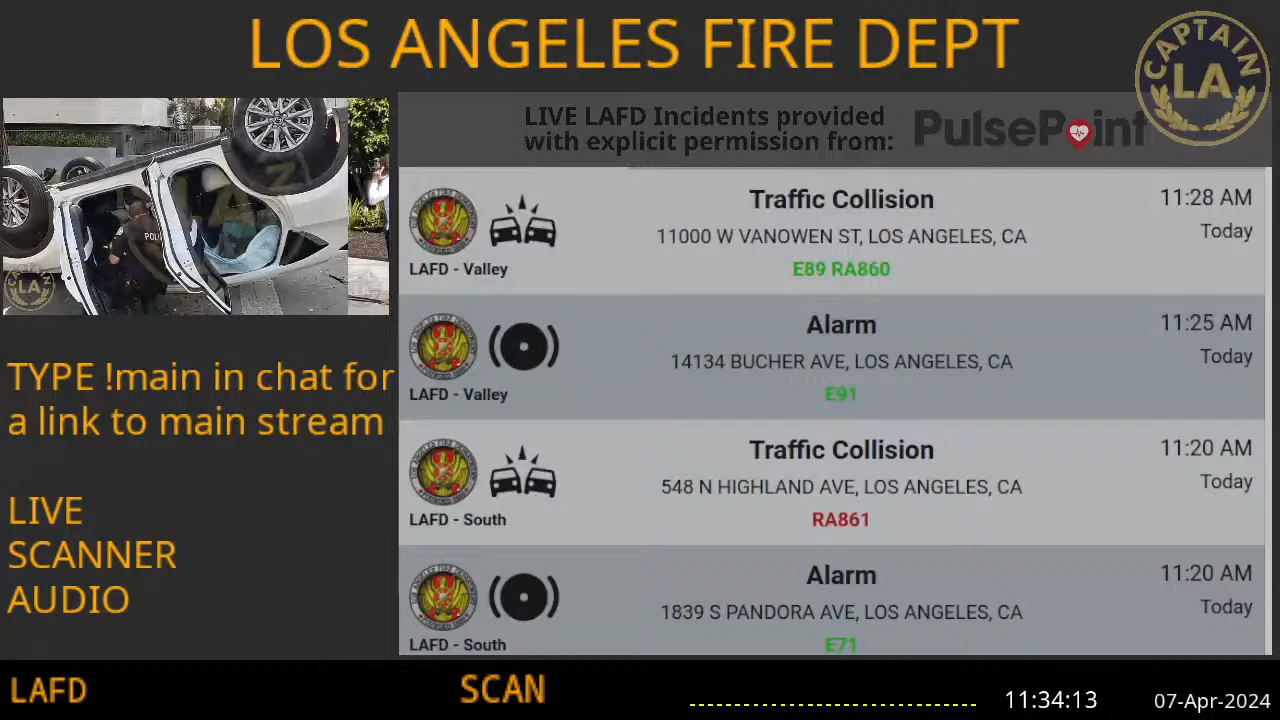 LOS ANGELES FIRE DEPT
CAPTAIN
LA
LIVE LAFD Incidents provided
with explicit permission from:
PulsePoint
POLI
LA
TYPE !main in chat for
a link to main stream
LIVE
SCANNER
AUDIO
Traffic Collision
11:28 AM
11000 W VANOWEN ST, LOS ANGELES, CA
Today
LAFD - Valley
E89 RA860
Alarm
11:25 AM
14134 BUCHER AVE, LOS ANGELES, CA
Today
LAFD - Valley
E91
Traffic Collision
11:20 AM
548 N HIGHLAND AVE, LOS ANGELES, CA
Today
LAFD - South
RA861
Alarm
11:20 AM
1839 S PANDORA AVE, LOS ANGELES, CA
Today
LAFD - South
E71
LAFD
SCAN
11:34:13
07-Apr-2024